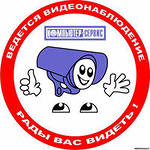 ВЕДЕТСЯ ВИДЕОНАБЛЮДЕНИЕ
КОМПЬЮТЕР-СЕРВИС
РАДЫ ВАС ВИДЕТЬ !